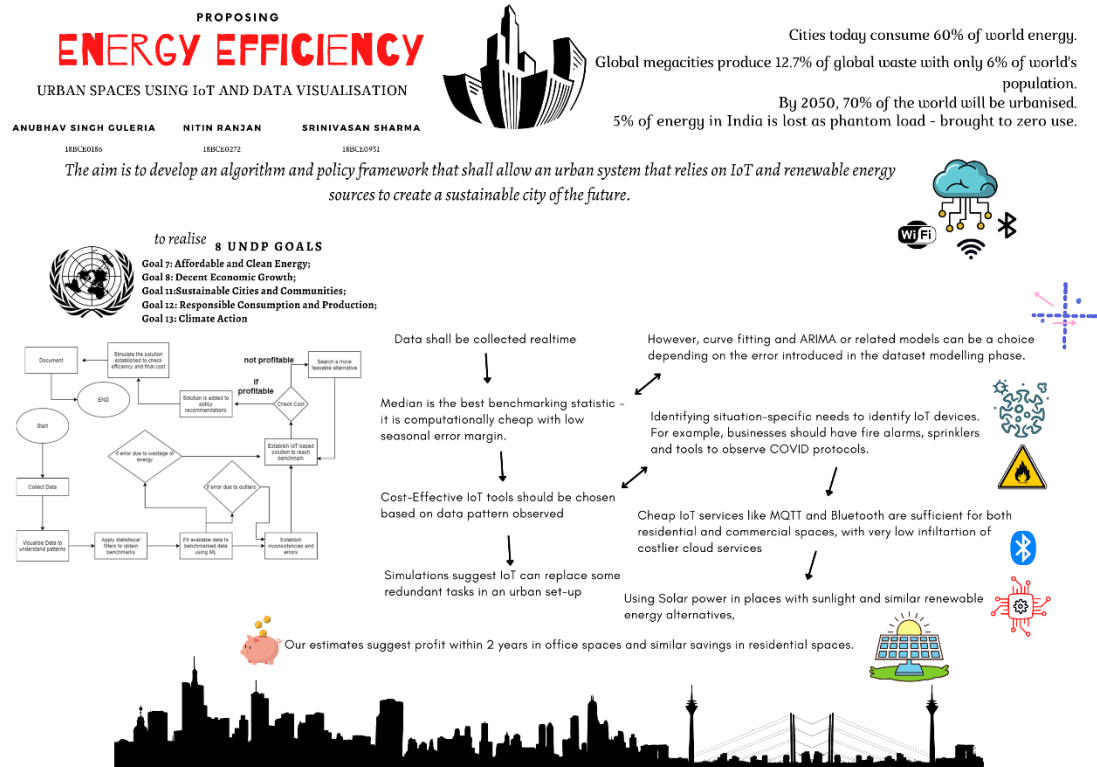 PROPOSING
ENERGY EFFICIENCY
URBAN SPACES USING IoT AND DATA VISUALISATION
ANUBHAV SINGH GULERIA NITIN RANJAN SRINIVASAN SHARMA
18BCE0186 18BCE0272 18BCE0931
Cities today consume 60% of world energy.
Global megacities produce 12.7% of global waste with only 6% of world's
population.
By 2050, 70% of the world will be urbanised.
5% of energy in India is lost as phantom load - brought to zero use.
The aim is to develop an algorithm and policy framework that shall allow an urban system that relies on IoT and renewable energy
sources to create a sustainable city of the future.
Wi Fi
to realise 8 UNDP GOALS
Goal 7: Affordable and Clean Energy;
Goal 8: Decent Economic Growth;
Goal 11:Sustainable Cities and Communities;
Goal 12: Responsible Consumption and Production;
Goal 13: Climate Action
Document
Simulate the solution
established to check
efficiency and final cost
not profitable
Search a more
feasable alternative
END
if
profitable
Solution is added to
policy
recommendations
Check Cost
Start
If error due to wastage of
energy
Establish IoT based
solution to reach
benchmark
If error due to outliers
Collect Data
Visualise Data to
understand patterns
Apply statistical
filters to obtain
benchmarks
Fit available data to
benchmarked data
using ML
Establish
inconsistencies and
errors
Data shall be collected realtime
Median is the best benchmarking statistic -
it is computationally cheap with low
seasonal error margin.
Cost-Effective IoT tools should be chosen
based on data pattern observed
Simulations suggest IoT can replace some
redundant tasks in an urban set-up
However, curve fitting and ARIMA or related models can be a choice
depending on the error introduced in the dataset modelling phase.
Identifying situation-specific needs to identify IoT devices.
For example, businesses should have fire alarms, sprinklers
and tools to observe COVID protocols.
Cheap IoT services like MQTT and Bluetooth are sufficient for both
residential and commercial spaces, with very low infiltartion of
costlier cloud services
Using Solar power in places with sunlight and similar renewable
energy alternatives,
Our estimates suggest profit within 2 years in office spaces and similar savings in residential spaces.